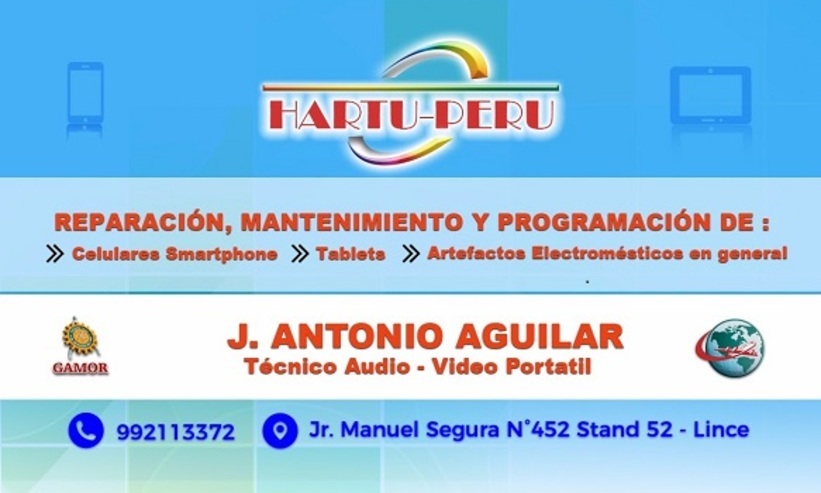 HARTU-PERU
REPARACIÓN, MANTENIMIENTO Y PROGRAMACIÓN DE :
Celulares Smartphone Tablets Artefactos Electromésticos en general
J. ANTONIO AGUILAR
Técnico Audio - Video Portatil
GAMOR
992113372 Jr. Manuel Segura N°452 Stand 52 - Lince